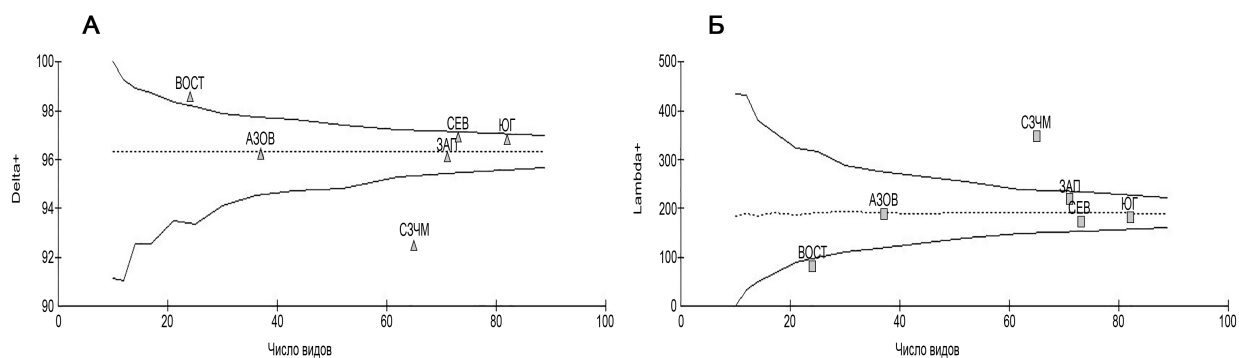 А
Delta+
100
98
96
94
92
90
ВОСТ
АЗОВ
СЕВ
ЮГ
ЗАП
СЗЧМ
0
20
40
60
80
100
Число видов
Б
Lambda+
500
400
300
200
100
0
СЗЧМ
ЗАП
АЗОВ
СЕВ
ЮГ
ВОСТ
0
20
40
60
80
100
Число видов